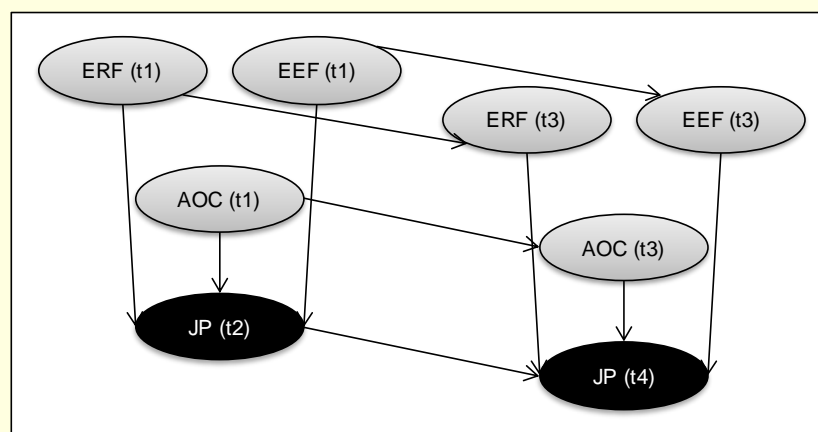 ERF (t1)
EEF (t1)
ERF (t3)
EEF (t3)
AOC (t1)
AOC (t3)
JP (t2)
JP (t4)